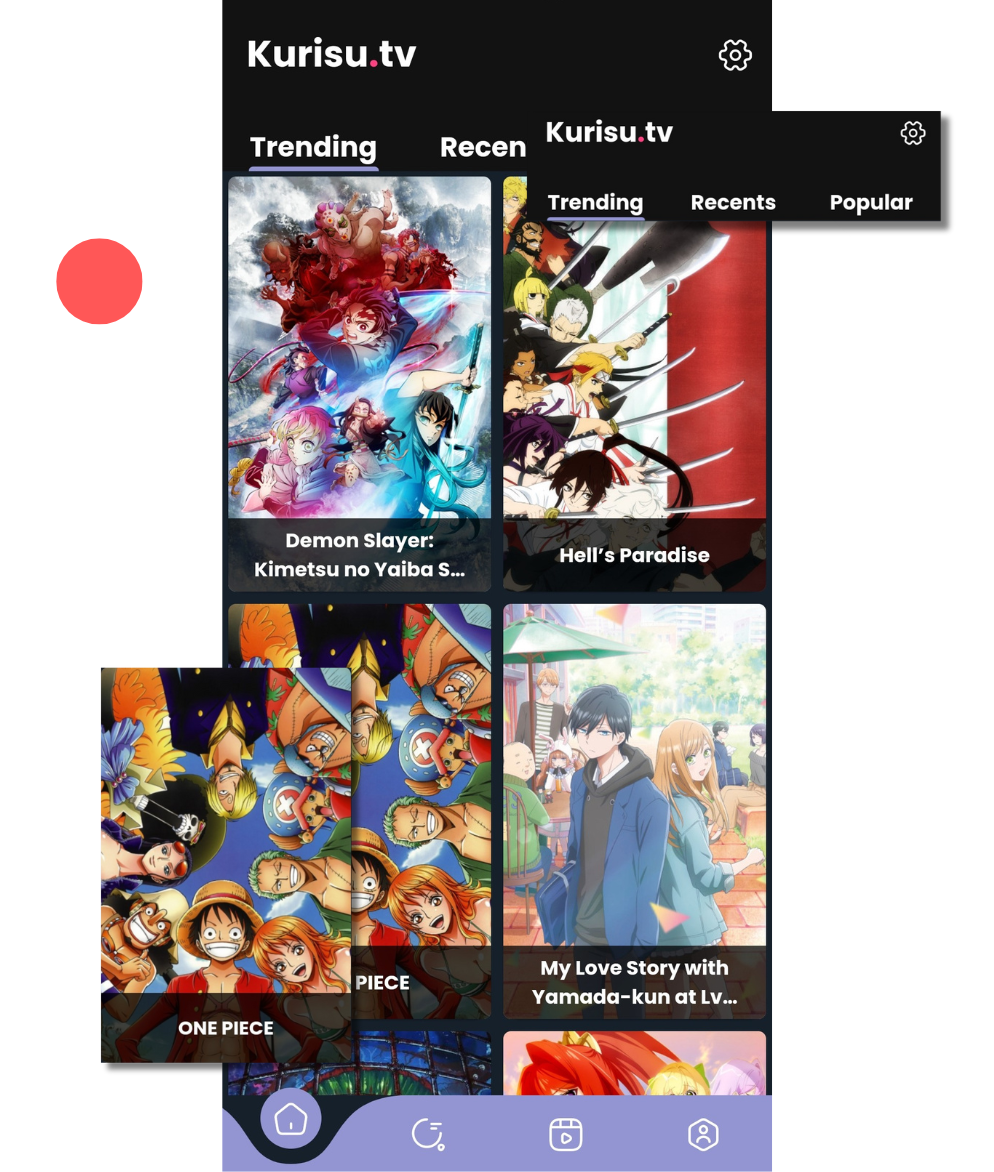 Kurisu.tv
Trending Recen
Kurisu.tv
Trending Recents Popular
Demon Slayer:
Kimetsu no Yaiba S...
Hell's Paradise
PIECE
ONE PIECE
My Love Story with
Yamada-kun at Lv...